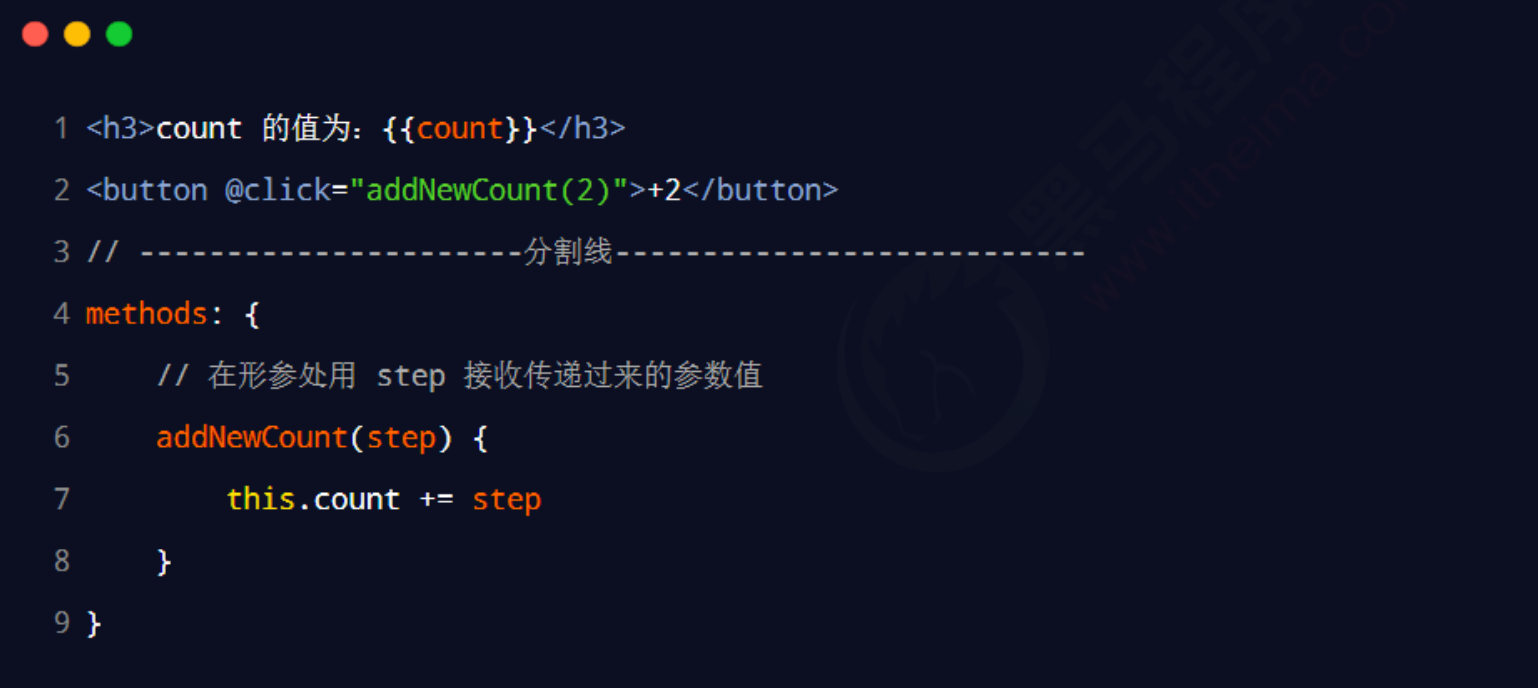 1 <h3>count 的值为：{{count}}</h3>
2 <button @click="addNewCount(2)">+2</button>
3 // ----------------------分割线---------------------------
4 methods: {
5     // 在形参处用 step 接收传递过来的参数值
6     addNewCount(step) {
7         this.count += step
8     }
9 }
黑马程序
www.itheima.com